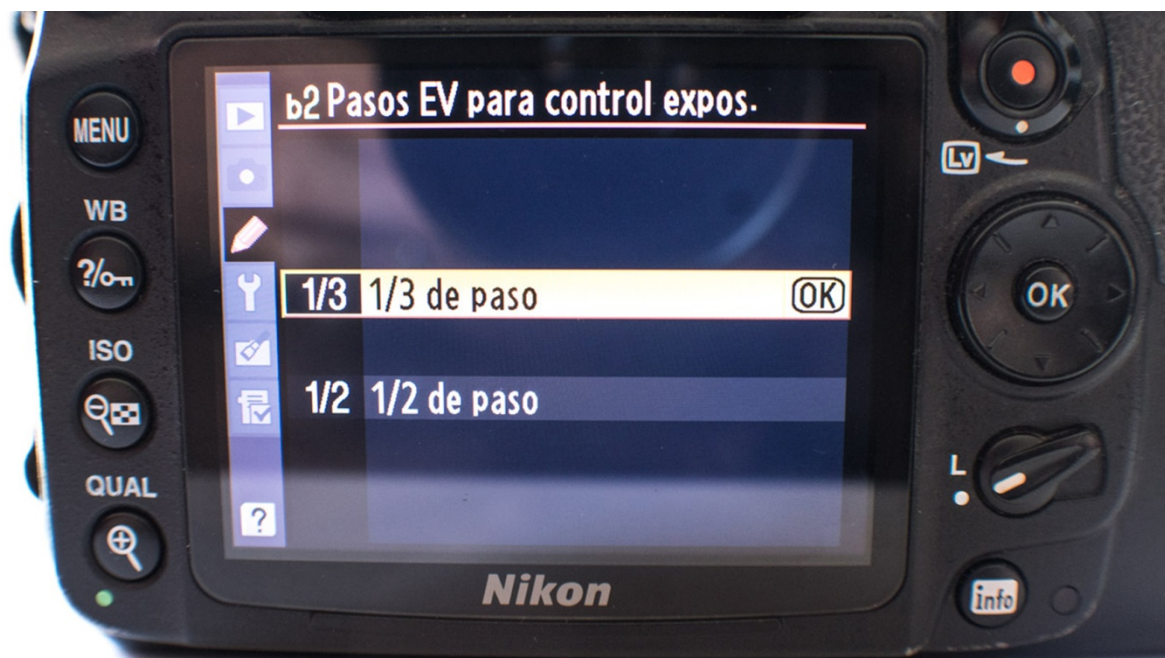 b2 Pasos EV para control expos.
MENU
WB
?/
1/3 1/3 de paso OK
ISO
1/2 1/2 de paso
QUAL
?
Nikon
Lv
OK
L
info